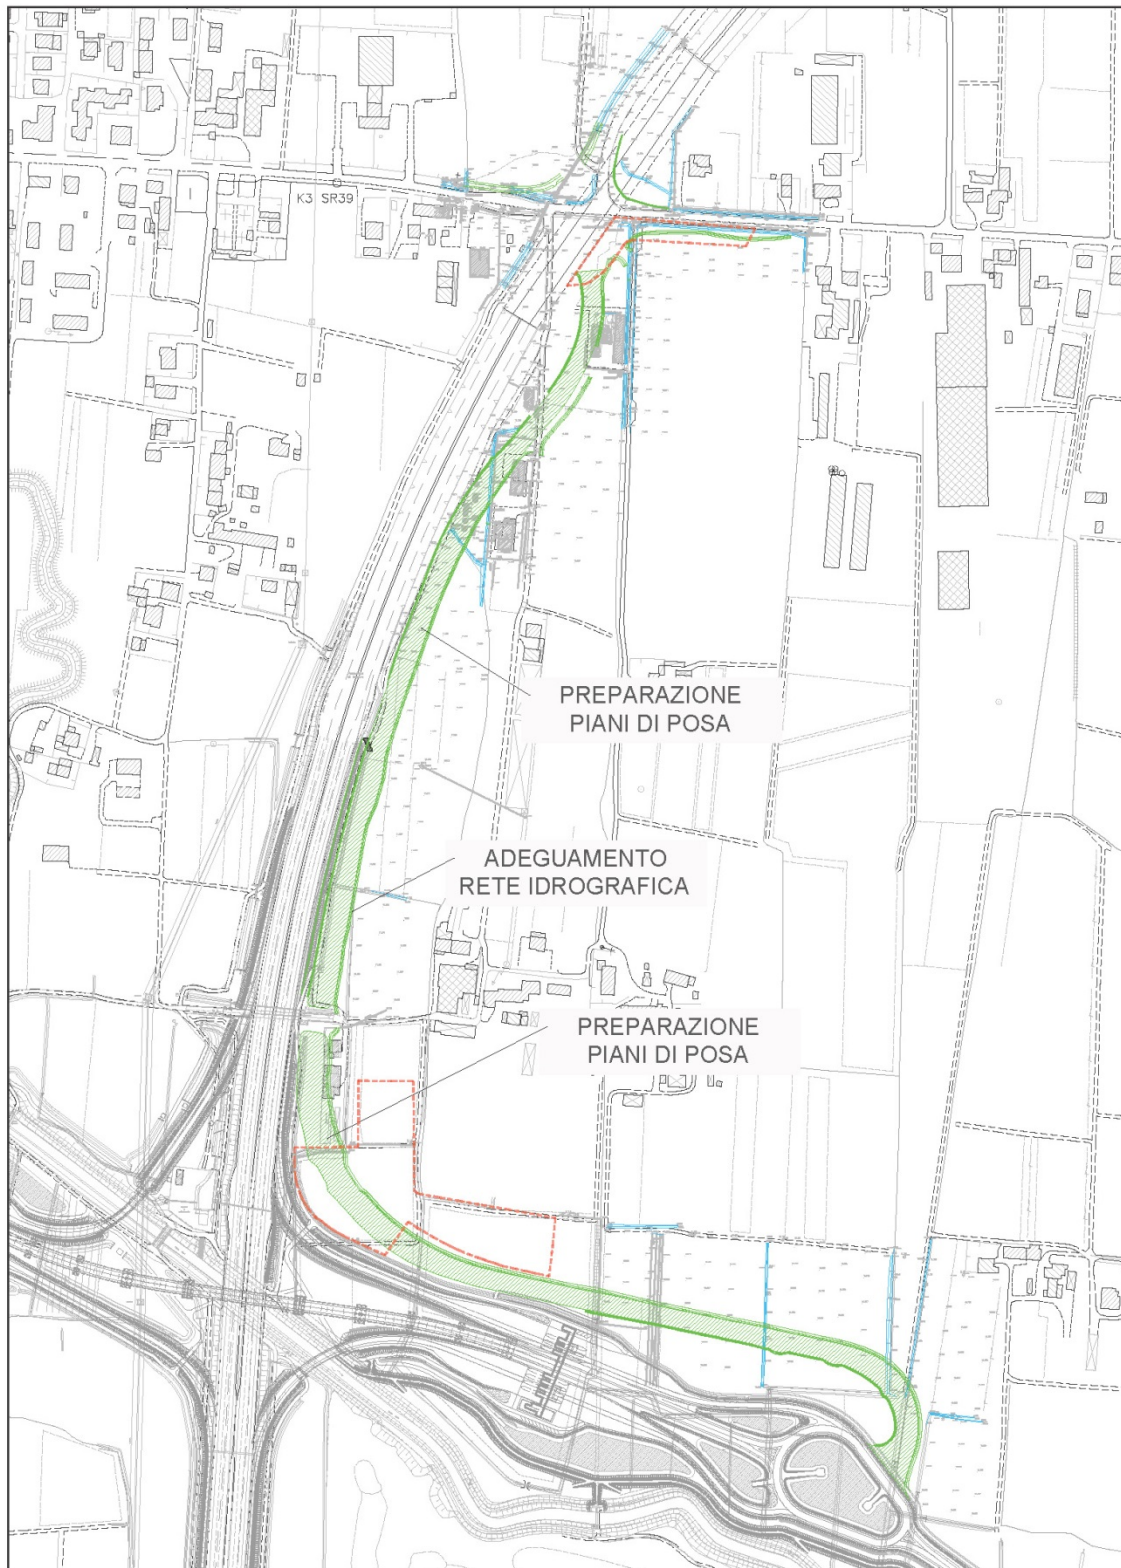 K3 SR39
PREPARAZIONE
PIANI DI POSA
ADEGUAMENTO
RETE IDROGRAFICA
PREPARAZIONE
PIANI DI POSA